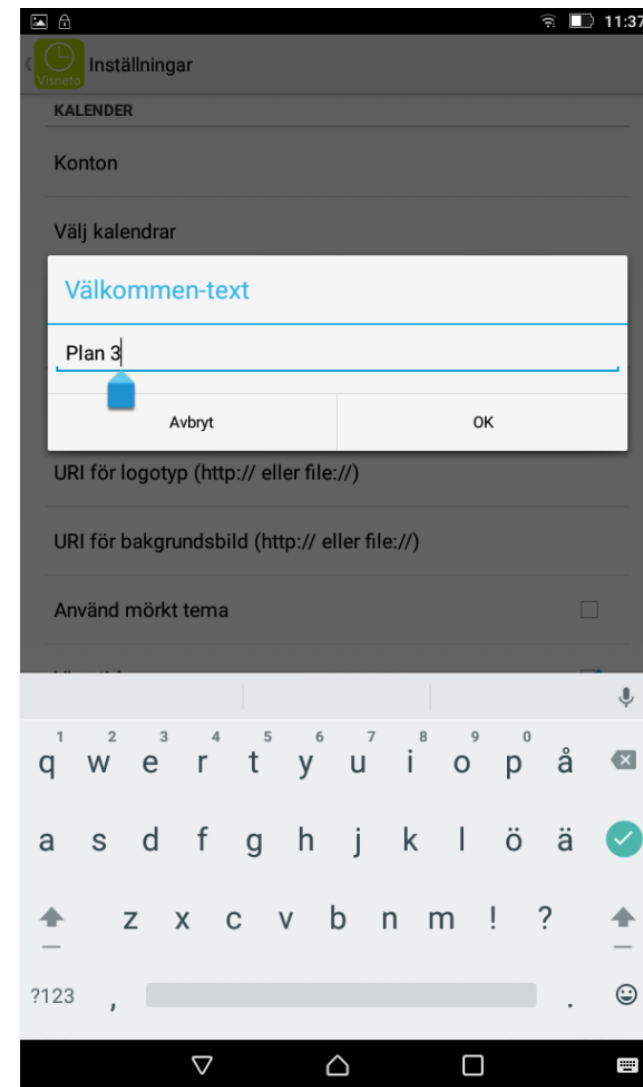 11:37
Visneto
Inställningar
KALENDER
Konton
Välj kalendrar
Välkommen-text
Plan 3
Avbryt OK
URI för logotyp (http:// eller file://)
URI för bakgrundsbild (http:// eller file://)
Använd mörkt tema
1 2 3 4 5 6 7 8 9 0
q w e r t y u i o p å
a s d f g h j k l ö ä
z x c v b n m ! ?
?123 , .